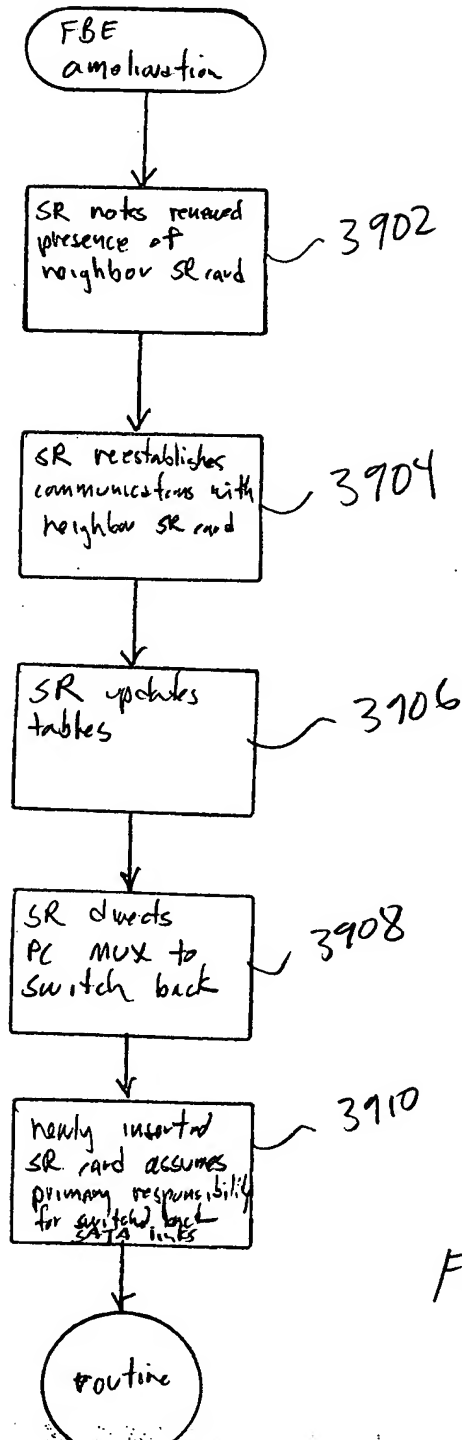 FBE
amelioration
SR notes renewed
presence of
neighbor SR card
3902
SR reestablishes
communications with
neighbor SR card
3904
SR updates
tables
3906
SR directs
PC MUX to
switch back
3908
newly inserted
SR card assumes
primary responsibility
for switched back
SATA links
3910
F
routine